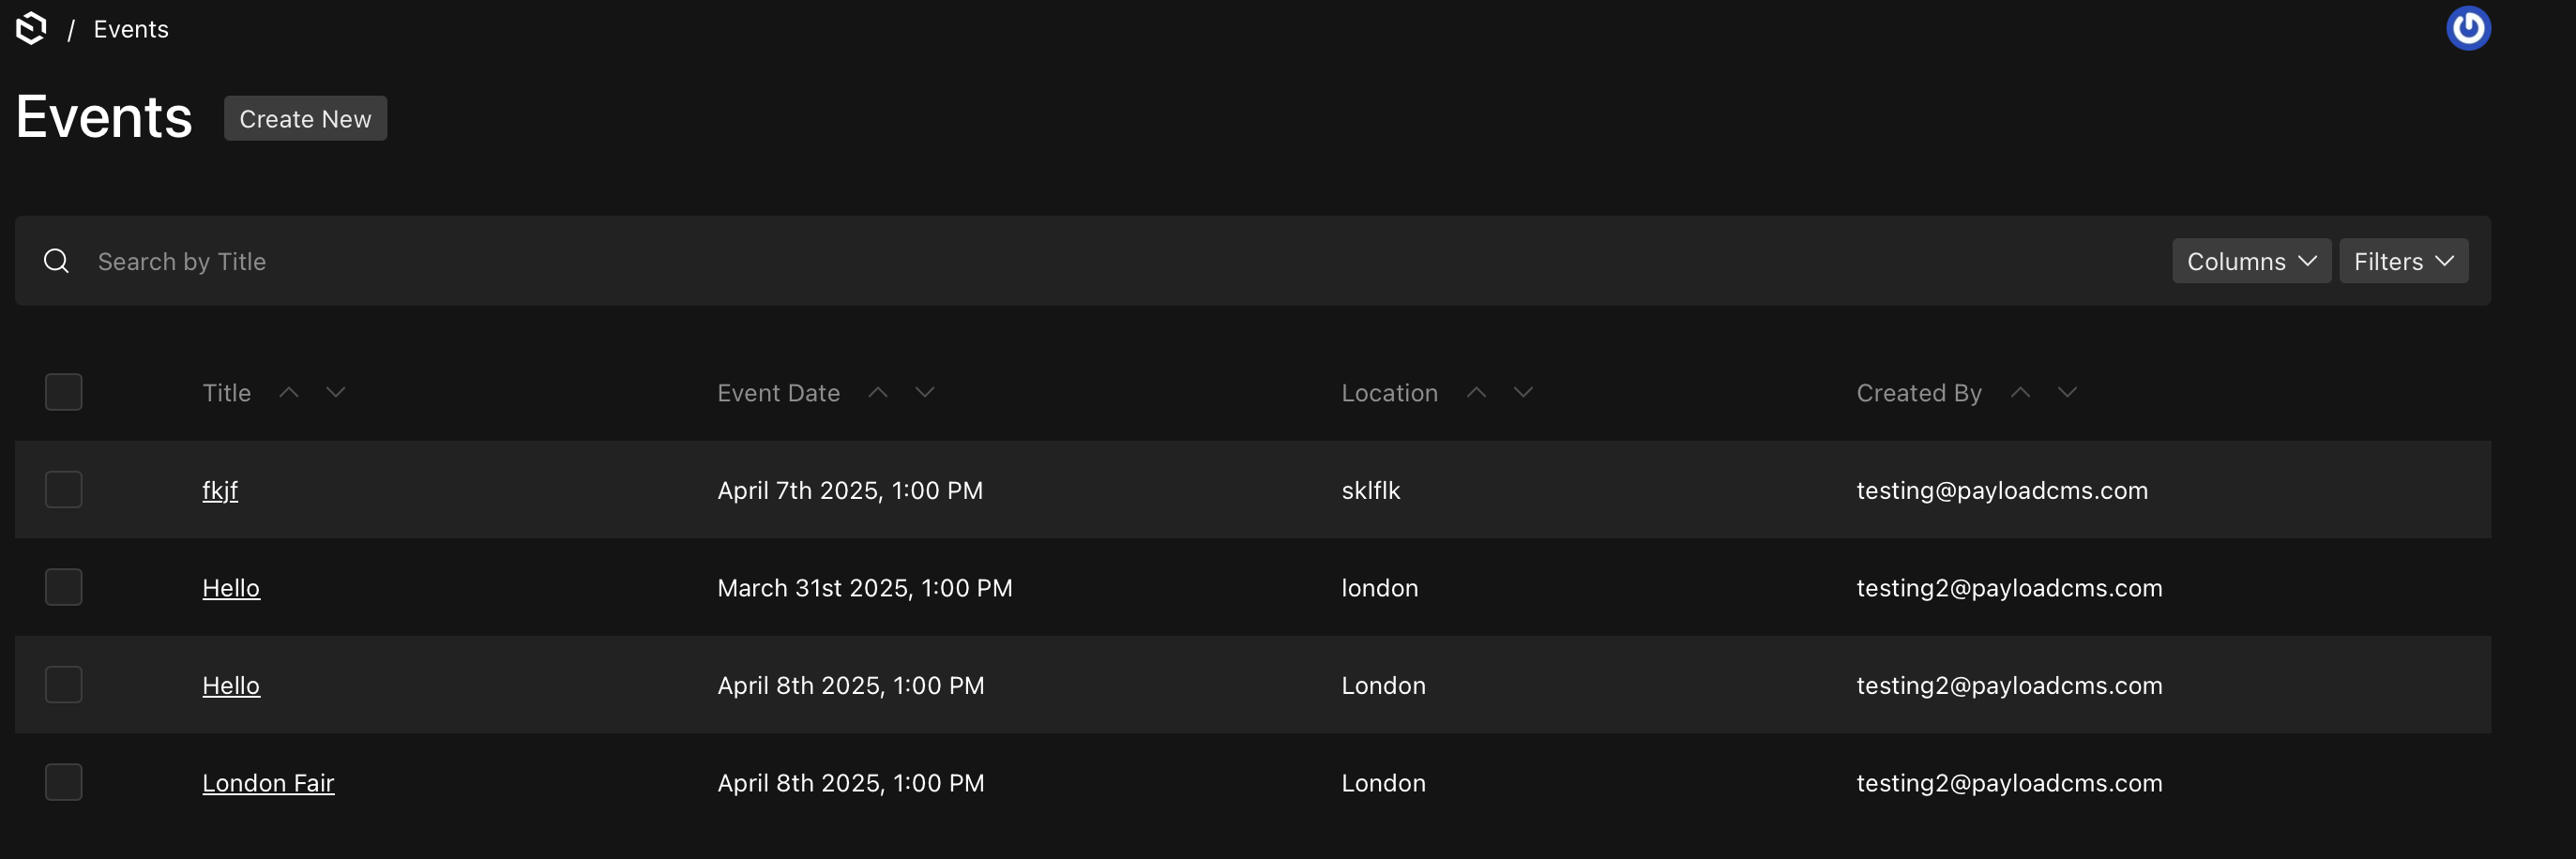 / Events
Events Create New
Search by Title Columns Filters
Title Event Date Location Created By
fkjf April 7th 2025, 1:00 PM sklflk testing@payloadcms.com
Hello March 31st 2025, 1:00 PM london testing2@payloadcms.com
Hello April 8th 2025, 1:00 PM London testing2@payloadcms.com
London Fair April 8th 2025, 1:00 PM London testing2@payloadcms.com